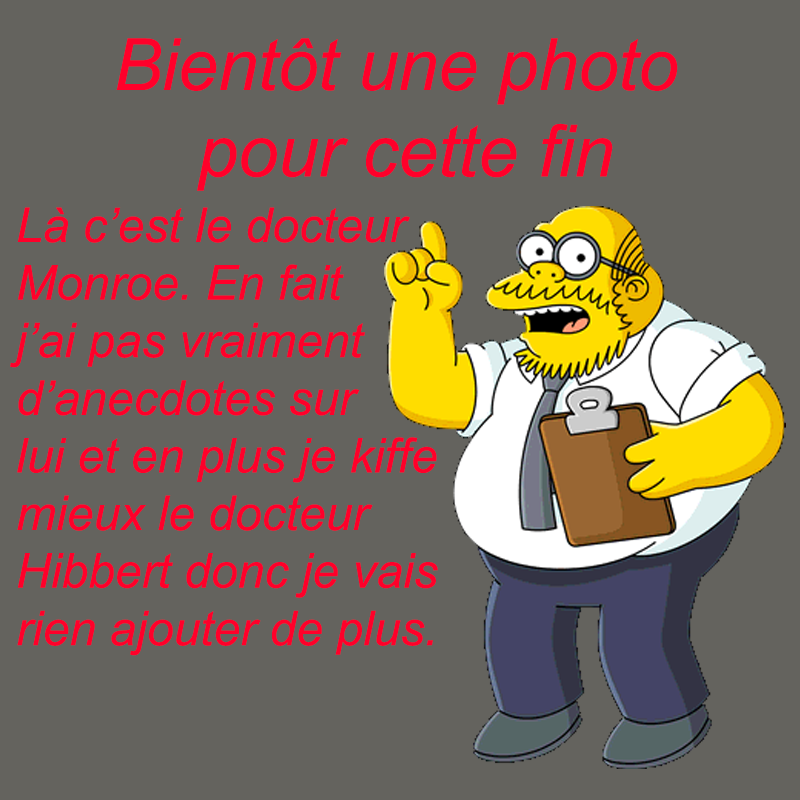 Bientôt une photo
pour cette fin
Là c’est le docteur
Monroe. En fait
j’ai pas vraiment
d’anecdotes sur
lui et en plus je kiffe
mieux le docteur
Hibbert donc je vais
rien ajouter de plus.